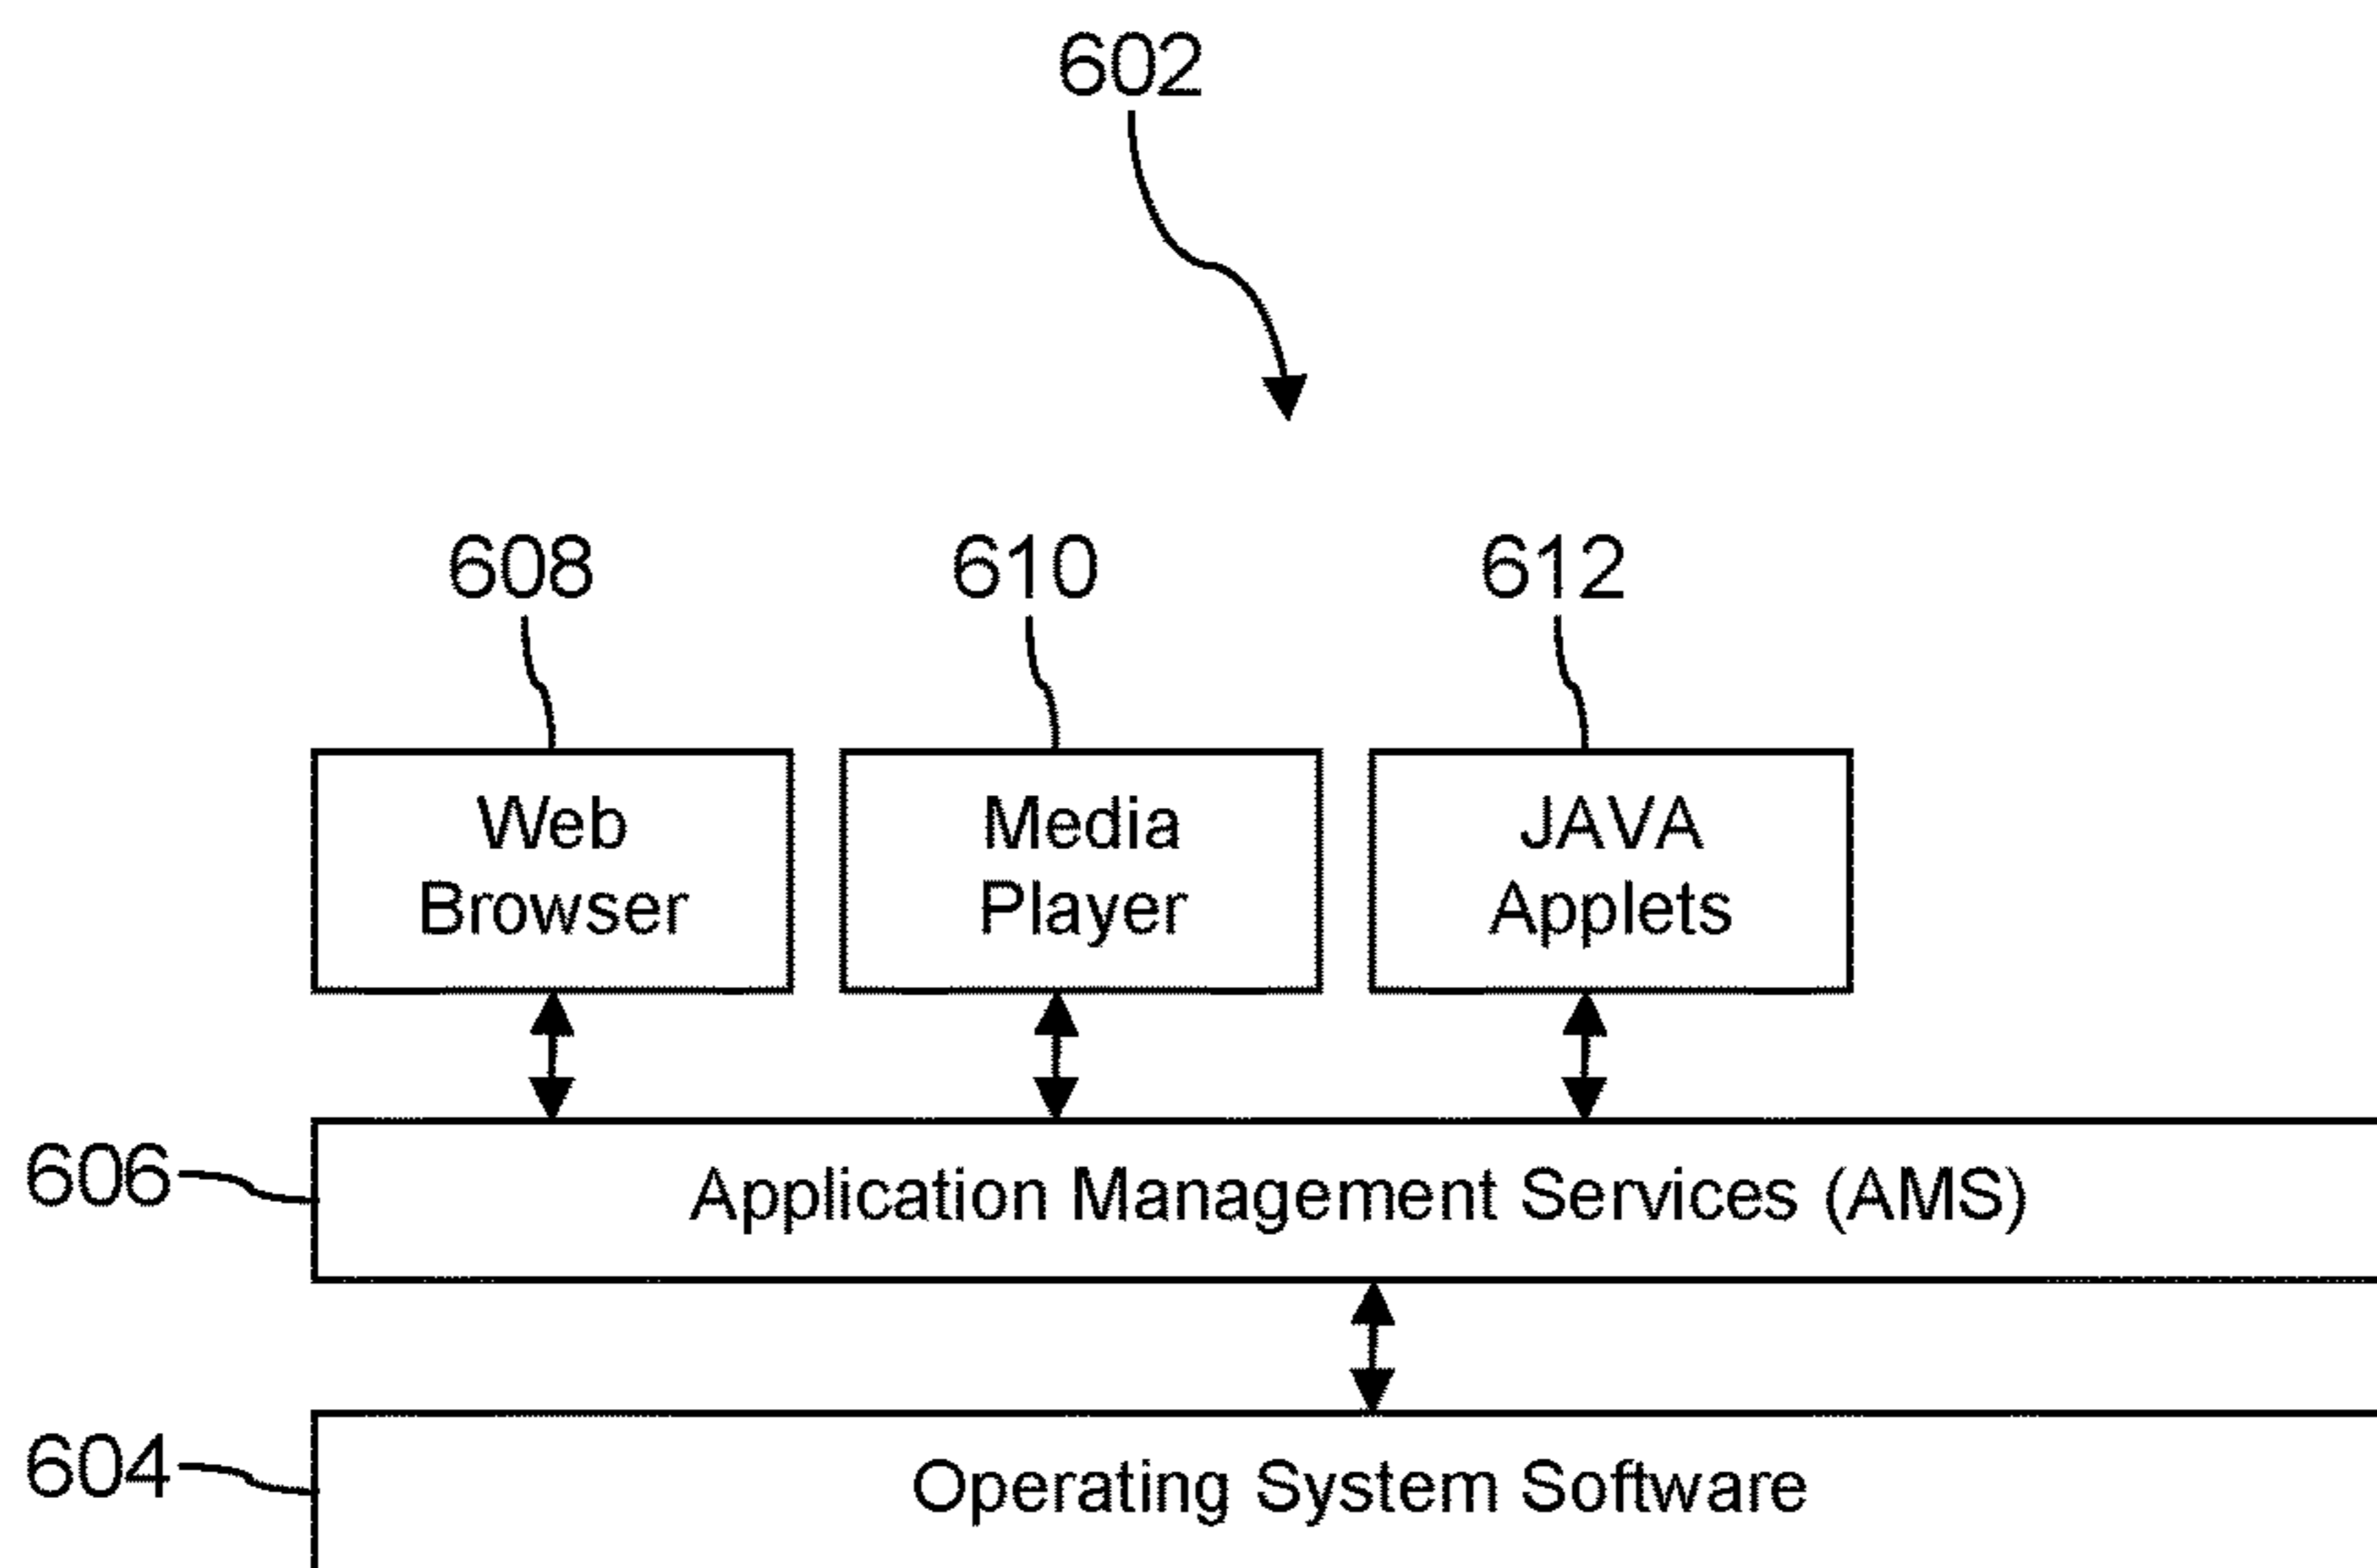 602
608
610
612
Web
Browser
Media
Player
JAVA
Applets
606
Application Management Services (AMS)
604
Operating System Software